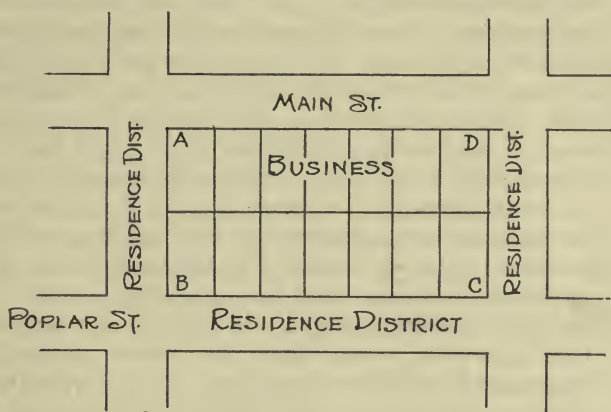 MAIN ST.
RESIDENCE DIST.
A
D
RESIDENCE DIST.
BUSINESS
B
C
POPLAR ST.
RESIDENCE DISTRICT